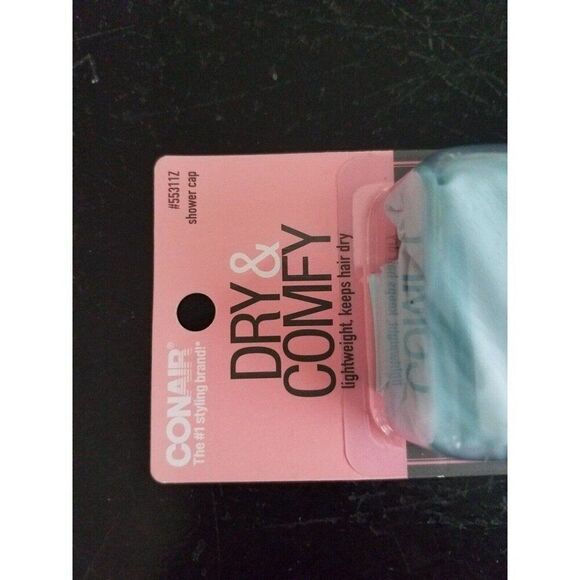 CONAIR®
The #1 styling brand!*
#55311Z
shower cap
DRY &
COMFY
lightweight, keeps hair dry